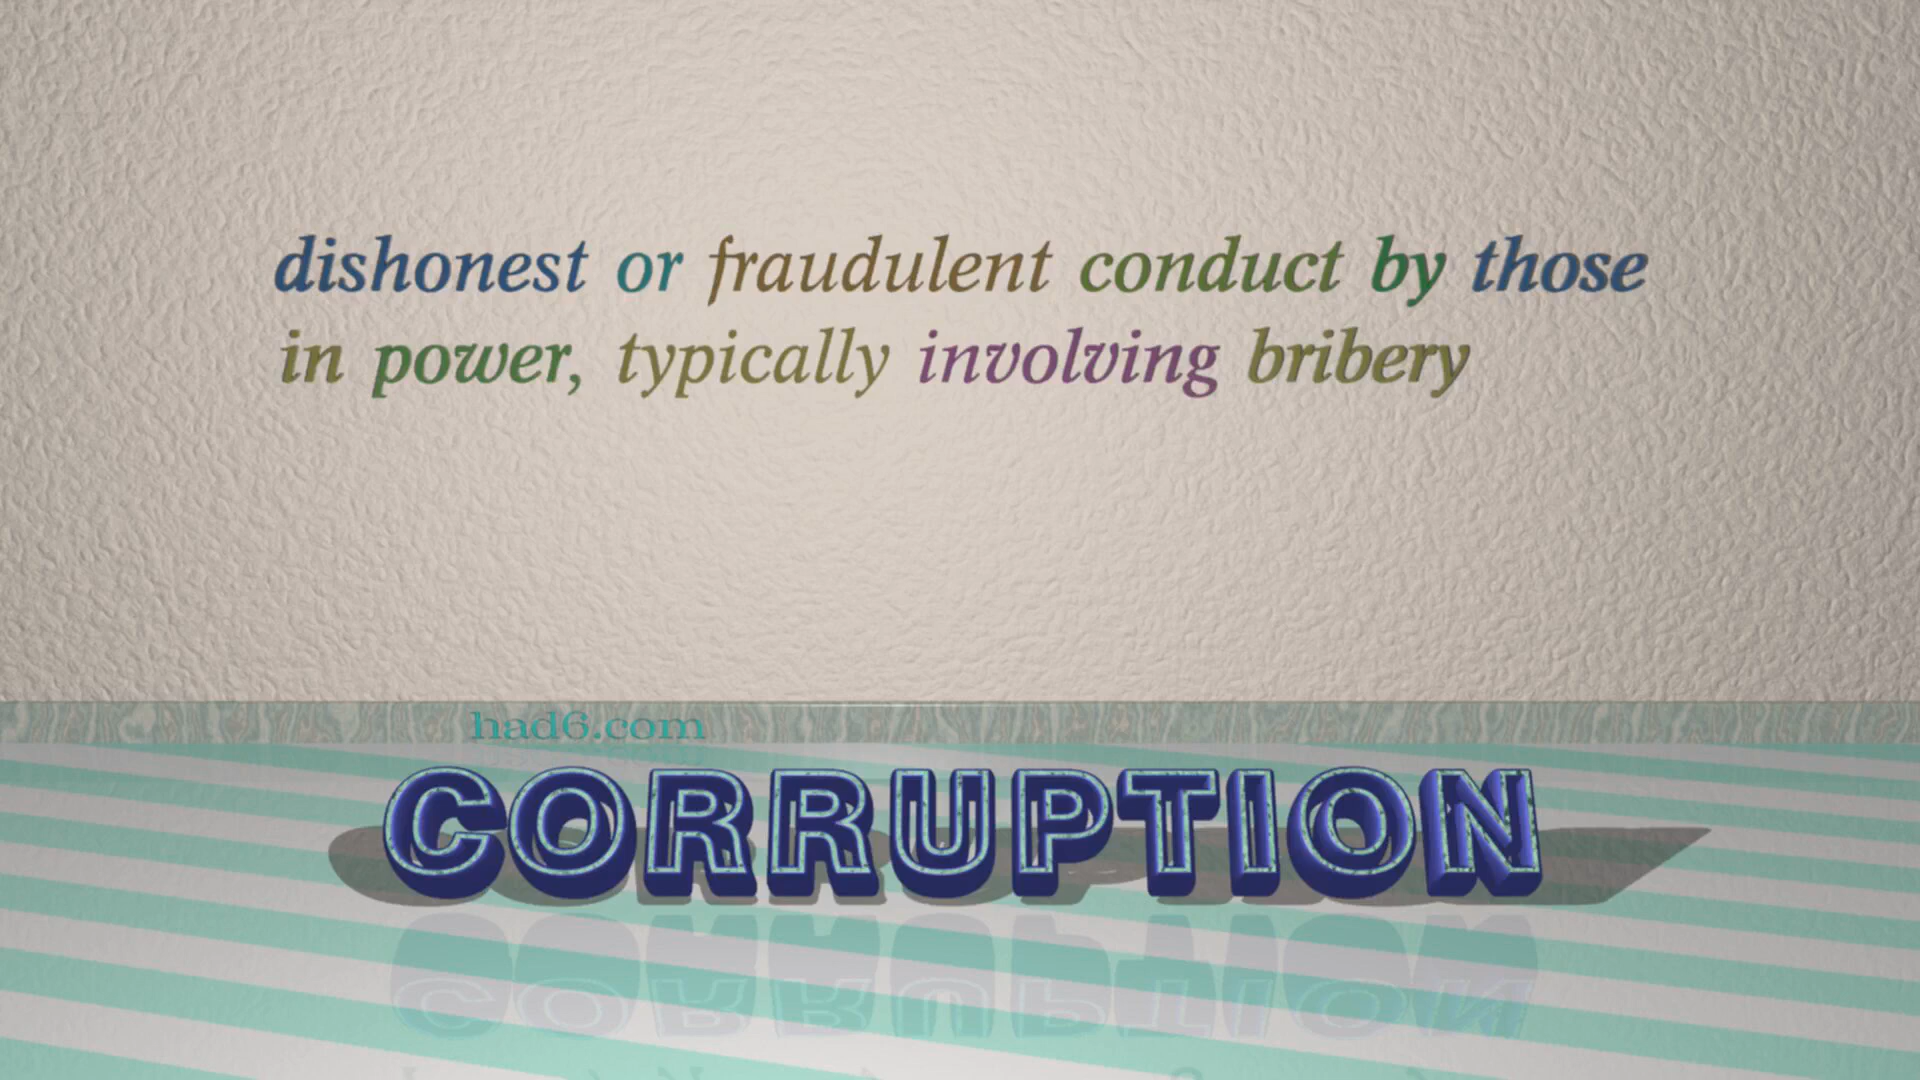 dishonest or fraudulent conduct by those
in power, typically involving bribery
had6.com
CORRUPTION